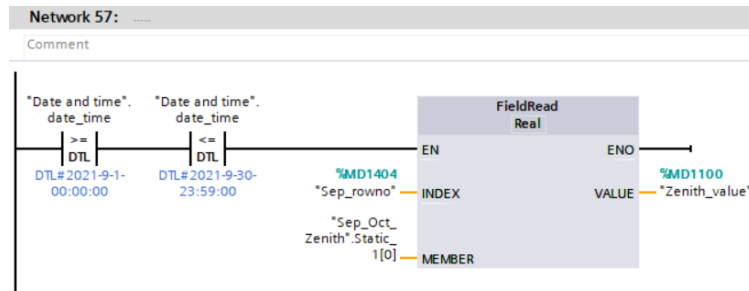 Network 57: .....
Comment
"Date and time".
date_time
>=
DTL
DTL#2021-9-1-
00:00:00
"Date and time".
date_time
<=
DTL
DTL#2021-9-30-
23:59:00
FieldRead
Real
EN
ENO
%MD1404
"Sep_rowno"
INDEX
%MD1100
VALUE
"Zenith_value"
"Sep_Oct_
Zenith".Static_
1[0]
MEMBER